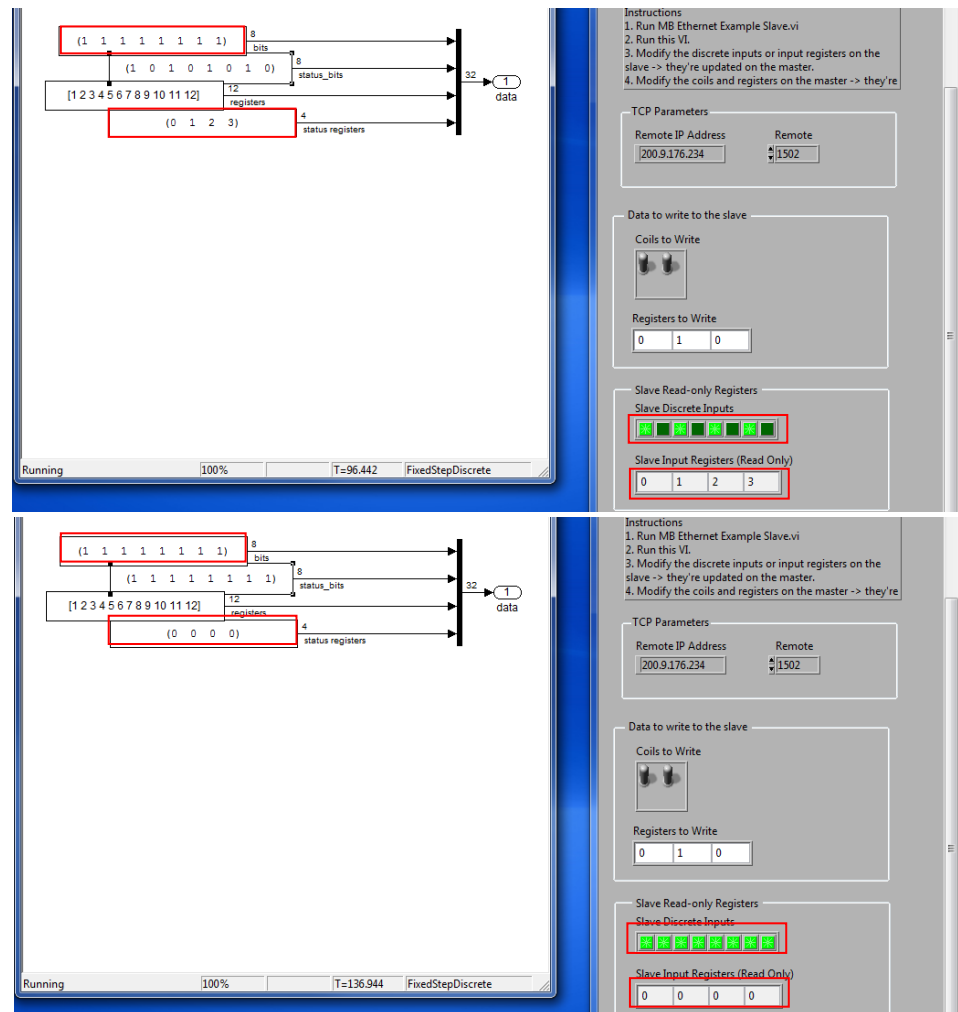 (1 1 1 1 1 1 1 1)
8
bits
(1 0 1 0 1 0 1 0)
8
status_bits
[1 2 3 4 5 6 7 8 9 10 11 12]
12
registers
(0 1 2 3)
4
status registers
32
1
data
Running
100%
T=96.442
FixedStepDiscrete
Instructions
1. Run MB Ethernet Example Slave.vi
2. Run this VI.
3. Modify the discrete inputs or input registers on the
slave -> they're updated on the master.
4. Modify the coils and registers on the master -> they're
TCP Parameters
Remote IP Address
Remote
200.9.176.234
1502
Data to write to the slave
Coils to Write
Registers to Write
0 1 0
Slave Read-only Registers
Slave Discrete Inputs
Slave Input Registers (Read Only)
0 1 2 3
(1 1 1 1 1 1 1 1)
8
bits
(1 1 1 1 1 1 1 1)
8
status_bits
[1 2 3 4 5 6 7 8 9 10 11 12]
12
registers
(0 0 0 0)
4
status registers
32
1
data
Running
100%
T=136.944
FixedStepDiscrete
Instructions
1. Run MB Ethernet Example Slave.vi
2. Run this VI.
3. Modify the discrete inputs or input registers on the
slave -> they're updated on the master.
4. Modify the coils and registers on the master -> they're
TCP Parameters
Remote IP Address
Remote
200.9.176.234
1502
Data to write to the slave
Coils to Write
Registers to Write
0 1 0
Slave Read-only Registers
Slave Discrete Inputs
Slave Input Registers (Read Only)
0 0 0 0